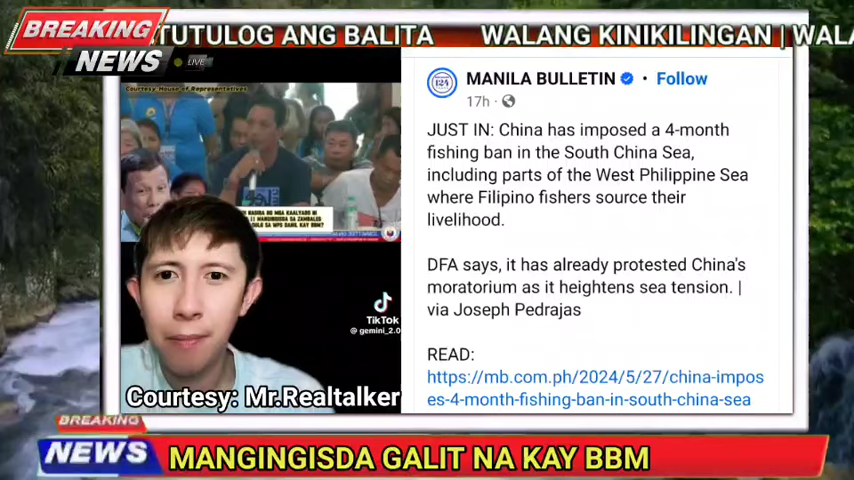 BREAKING
NEWS
LIVE
TUTULOG ANG BALITA WALANG KINIKILINGAN | WALA
Courtesy: House of Representatives
MANILA BULLETIN • Follow
17h ·
JUST IN: China has imposed a 4-month
fishing ban in the South China Sea,
including parts of the West Philippine Sea
where Filipino fishers source their
livelihood.
DFA says, it has already protested China's
moratorium as it heightens sea tension. |
via Joseph Pedrajas
READ:
https://mb.com.ph/2024/5/27/china-impos
es-4-month-fishing-ban-in-south-china-sea
TikTok
@ gemini_2.0
Courtesy: Mr.Realtalker
BREAKING
NEWS
MANGINGISDA GALIT NA KAY BBM